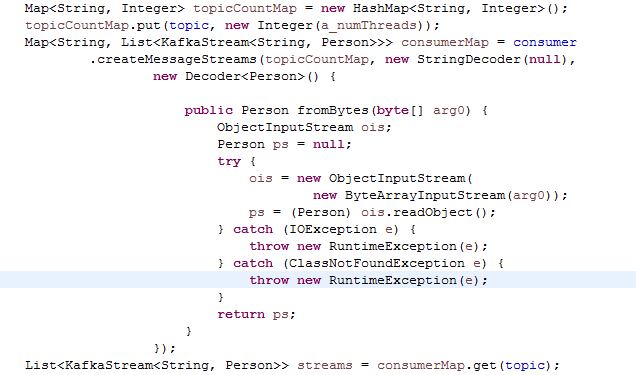 Map<String, Integer> topicCountMap = new HashMap<String, Integer>();
topicCountMap.put(topic, new Integer(a_numThreads));
Map<String, List<KafkaStream<String, Person>>> consumerMap = consumer
        .createMessageStreams(topicCountMap, new StringDecoder(null),
                new Decoder<Person>() {

                    public Person fromBytes(byte[] arg0) {
                        ObjectInputStream ois;
                        Person ps = null;
                        try {
                            ois = new ObjectInputStream(
                                    new ByteArrayInputStream(arg0));
                            ps = (Person) ois.readObject();
                        } catch (IOException e) {
                            throw new RuntimeException(e);
                        } catch (ClassNotFoundException e) {
                            throw new RuntimeException(e);
                        }
                        return ps;
                    }
                });
List<KafkaStream<String, Person>> streams = consumerMap.get(topic);